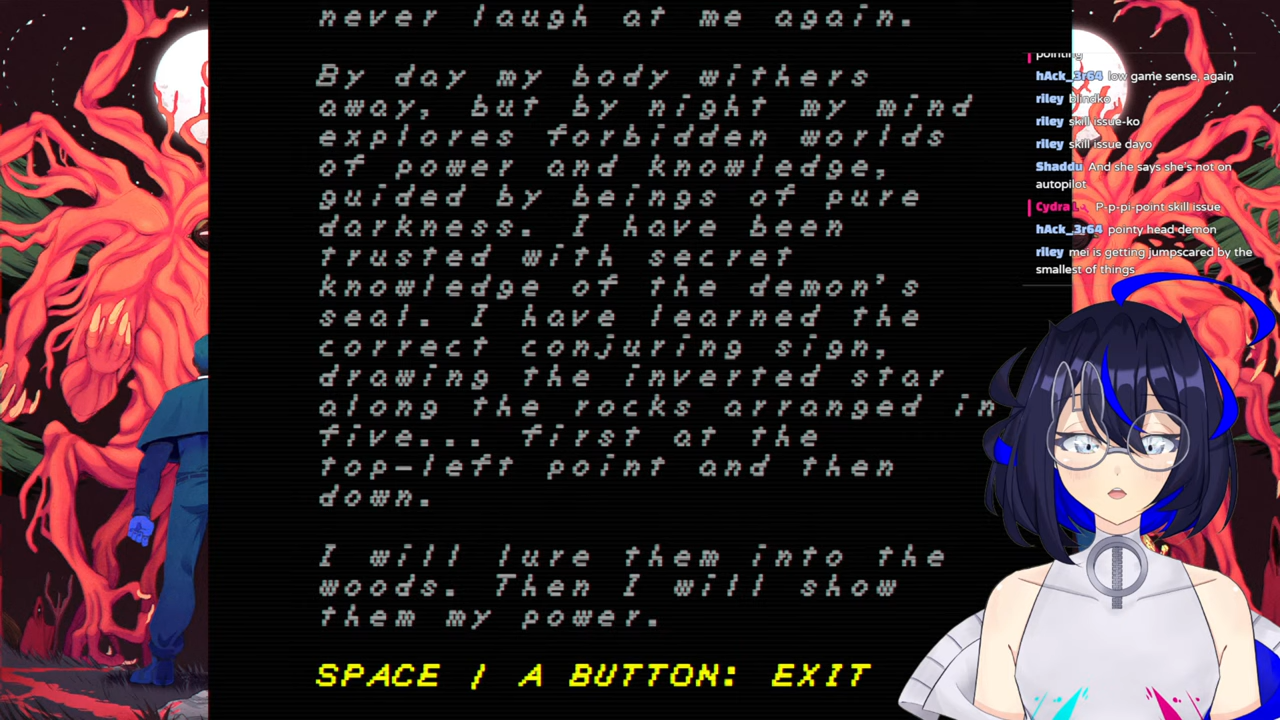 never laugh at me again.
By day my body withers
away, but by night my mind
explores forbidden worlds
of power and knowledge,
guided by beings of pure
darkness. I have been
trusted with secret
knowledge of the demon's
seal. I have learned the
correct conjuring sign,
drawing the inverted star
along the rocks arranged in
five... first at the
top-left point and then
down.
I will lure them into the
woods. Then I will show
them my power.
SPACE / A BUTTON: EXIT
pointing
hAck_3r64 low game sense, again
riley blindko
riley skill issue-ko
riley skill issue dayo
Shaddu And she says she's not on
autopilot
Cydra P-p-pi-point skill issue
hAck_3r64 pointy head demon
riley mei is getting jumpscared by the
smallest of things